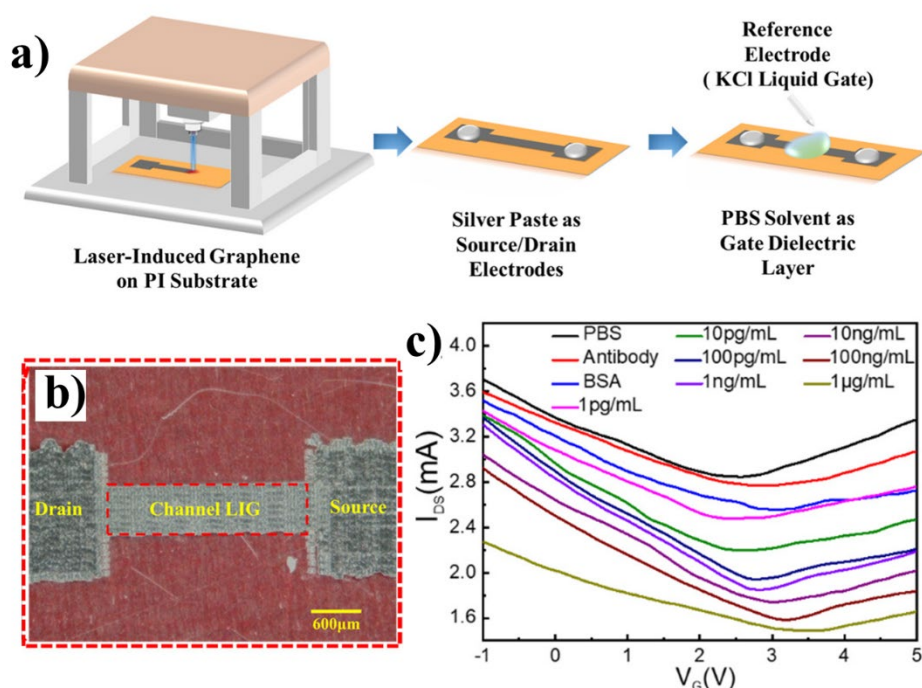 a)
Reference
Electrode
( KCl Liquid Gate)
Laser-Induced Graphene
on PI Substrate
Silver Paste as
Source/Drain
Electrodes
PBS Solvent as
Gate Dielectric
Layer
b)
Drain
Channel LIG
Source
600μm
c)
PBS
Antibody
BSA
1pg/mL
10pg/mL
100pg/mL
1ng/mL
10ng/mL
100ng/mL
1μg/mL
I_DS(mA)
4.0
3.6
3.2
2.8
2.4
2.0
1.6
-1 0 1 2 3 4 5
V_G(V)